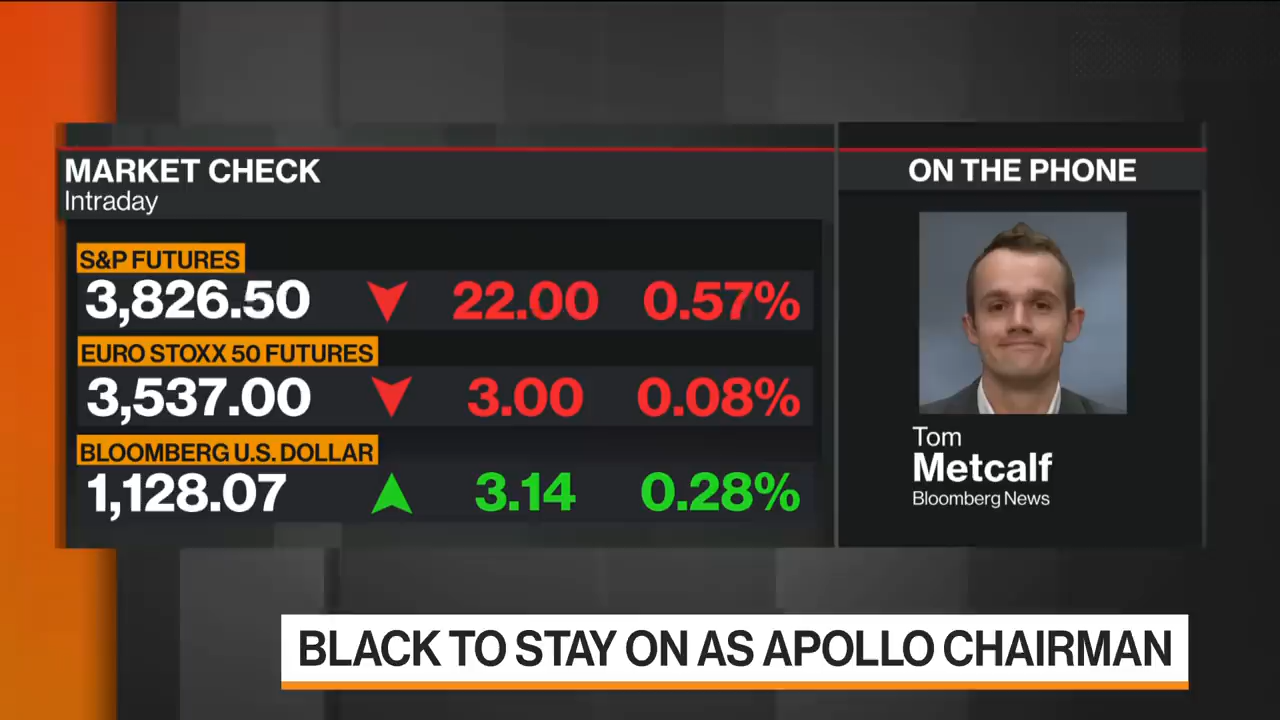 MARKET CHECK
Intraday
S&P FUTURES
3,826.50 22.00 0.57%
EURO STOXX 50 FUTURES
3,537.00 3.00 0.08%
BLOOMBERG U.S. DOLLAR
1,128.07 3.14 0.28%
ON THE PHONE
Tom
Metcalf
Bloomberg News
BLACK TO STAY ON AS APOLLO CHAIRMAN